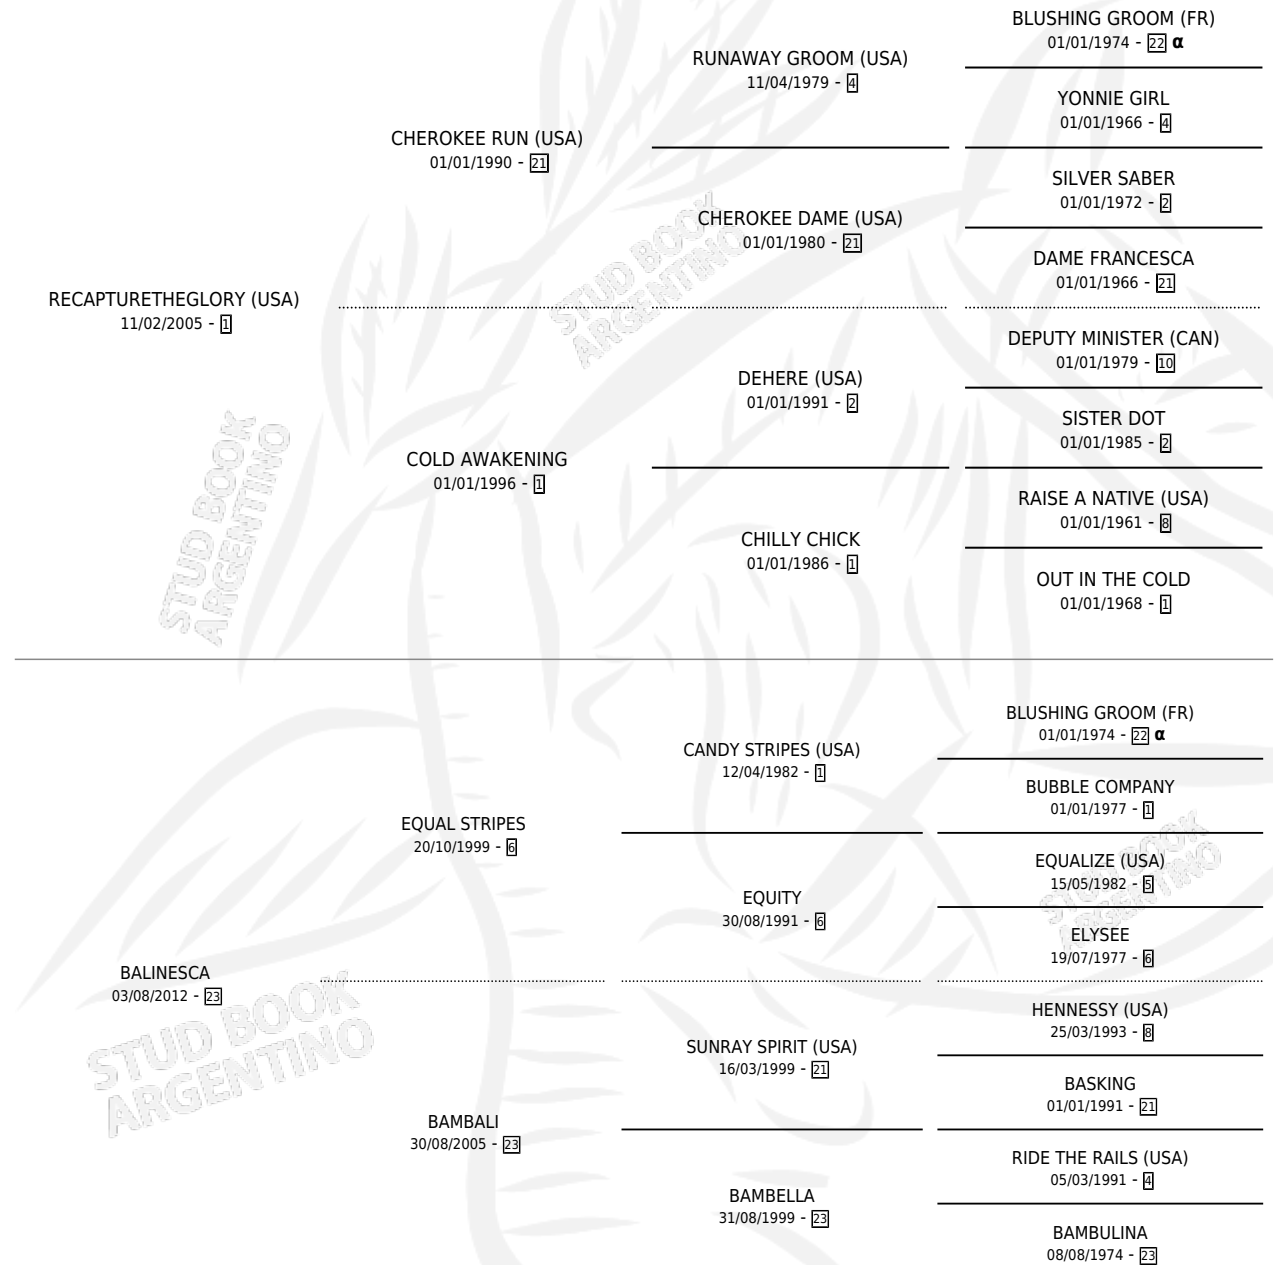 BLUSHING GROOM (FR)
01/01/1974 - 22 α
RUNAWAY GROOM (USA)
11/04/1979 - 4
YONNIE GIRL
01/01/1966 - 4
CHEROKEE RUN (USA)
01/01/1990 - 21
SILVER SABER
01/01/1972 - 2
CHEROKEE DAME (USA)
01/01/1980 - 21
DAME FRANCESCA
01/01/1966 - 21
RECAPTURETHEGLORY (USA)
11/02/2005 - 1
DEPUTY MINISTER (CAN)
01/01/1979 - 10
DEHERE (USA)
01/01/1991 - 2
SISTER DOT
01/01/1985 - 2
COLD AWAKENING
01/01/1996 - 1
RAISE A NATIVE (USA)
01/01/1961 - 8
CHILLY CHICK
01/01/1986 - 1
OUT IN THE COLD
01/01/1968 - 1
STUD BOOK
ARGENTINO
STUD BOOK
ARGENTINO
BLUSHING GROOM (FR)
01/01/1974 - 22 α
CANDY STRIPES (USA)
12/04/1982 - 1
BUBBLE COMPANY
01/01/1977 - 1
EQUAL STRIPES
20/10/1999 - 6
EQUALIZE (USA)
15/05/1982 - 5
EQUITY
30/08/1991 - 6
ELYSEE
19/07/1977 - 6
BALINESCA
03/08/2012 - 23
HENNESSY (USA)
25/03/1993 - 8
SUNRAY SPIRIT (USA)
16/03/1999 - 21
BASKING
01/01/1991 - 21
BAMBALI
30/08/2005 - 23
RIDE THE RAILS (USA)
05/03/1991 - 4
BAMBELLA
31/08/1999 - 23
BAMBULINA
08/08/1974 - 23
STUD BOOK
ARGENTINO
STUD BOOK
ARGENTINO